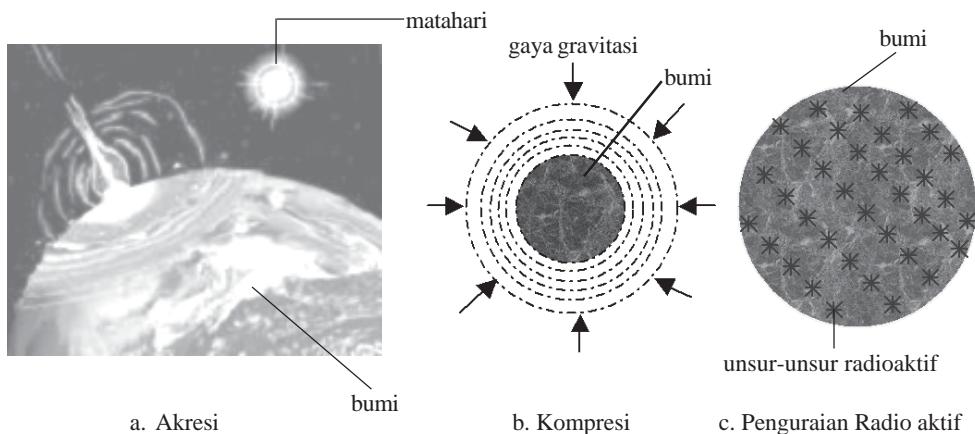 matahari
gaya gravitasi
bumi
bumi
unsur-unsur radioaktif
bumi
a. Akresi
b. Kompresi
c. Penguraian Radio aktif